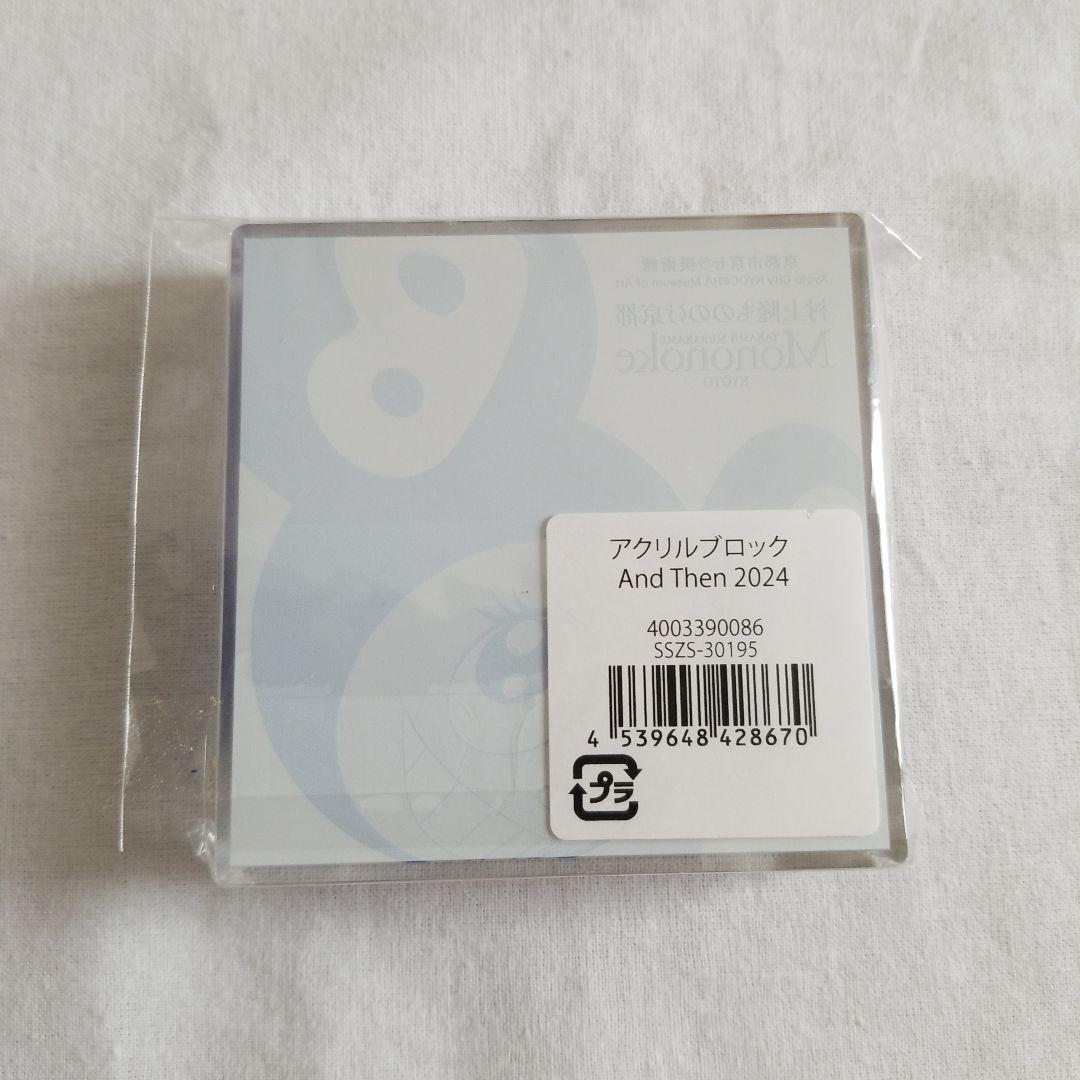 京都市京セラ美術館
Kyoto City KYOCERA Museum of Art
村上隆もののけ京都
TAKASHI MURAKAMI
Mononoke
KYOTO
アクリルブロック
And Then 2024
4003390086
SSZS-30195
4 539648 428670
プラ